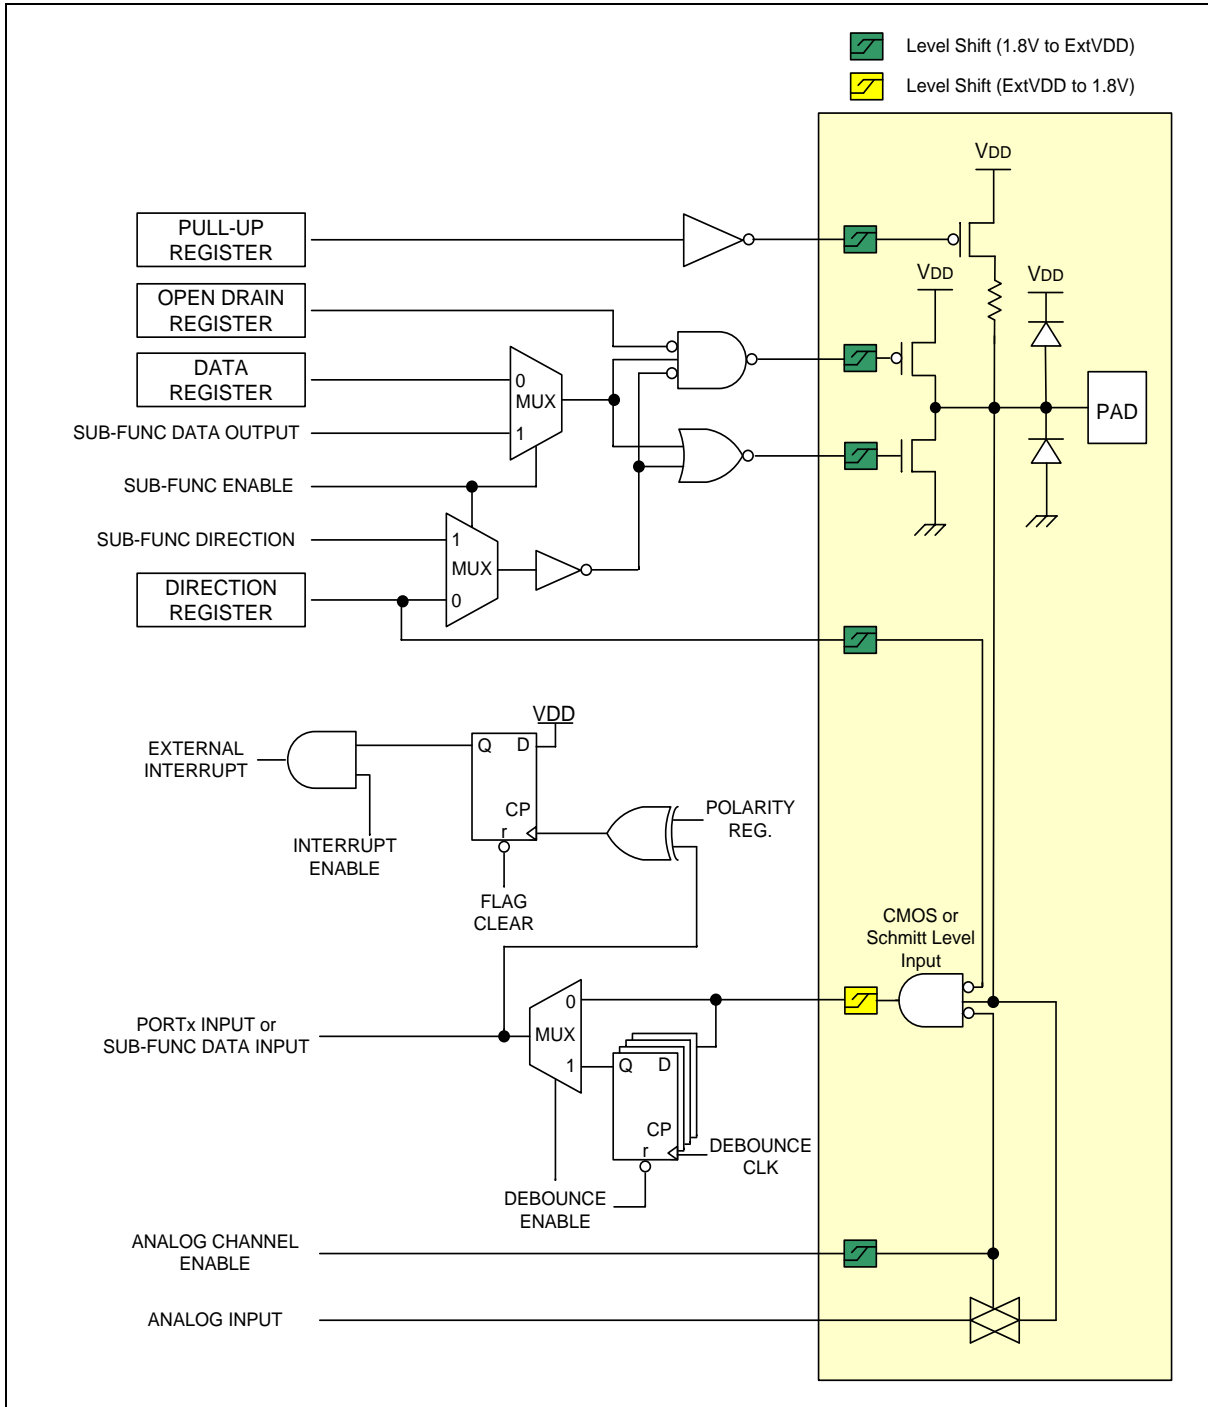 Level Shift (1.8V to ExtVDD)
Level Shift (ExtVDD to 1.8V)
VDD
PULL-UP
REGISTER
VDD
VDD
OPEN DRAIN
REGISTER
DATA
REGISTER
0
MUX
1
PAD
SUB-FUNC DATA OUTPUT
SUB-FUNC ENABLE
SUB-FUNC DIRECTION
1
MUX
0
DIRECTION
REGISTER
VDD
EXTERNAL
INTERRUPT
Q
D
CP
r
POLARITY
REG.
INTERRUPT
ENABLE
FLAG
CLEAR
CMOS or
Schmitt Level
Input
PORTx INPUT or
SUB-FUNC DATA INPUT
0
MUX
1
Q
D
CP
r
DEBOUNCE
CLK
DEBOUNCE
ENABLE
ANALOG CHANNEL
ENABLE
ANALOG INPUT